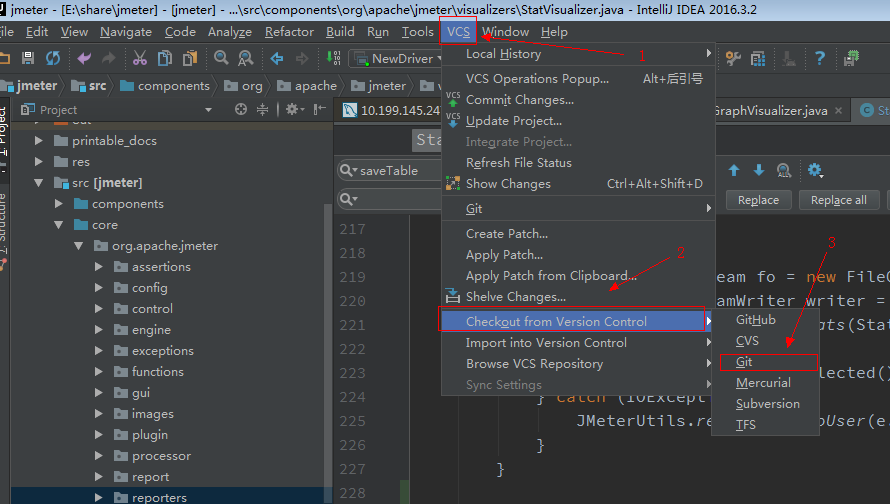 jmeter - [E:\share\jmeter] - [jmeter] - ...\src\components\org\apache\jmeter\visualizers\StatVisualizer.java - IntelliJ IDEA 2016.3.2
File Edit View Navigate Code Analyze Refactor Build Run Tools VCS Window Help
NewDriver
jmeter src components org apache jmeter
Project
10.199.145.24
GraphVisualizer.java
1: Project
Structure
printable_docs
res
src [jmeter]
components
core
org.apache.jmeter
assertions
config
control
engine
exceptions
functions
gui
images
plugin
processor
report
reporters
saveTable
Replace
Replace all
217
218
219
220
221
222
223
224
225
226
227
228
eam fo = new FileO
amWriter writer =
ats(Stat
lected()
} catch (IOExcept
JMeterUtils.re
oUser(e.
}
}
1
Local History
VCS Operations Popup... Alt+后引号
VCS Commit Changes...
VCS Update Project...
Integrate Project...
Refresh File Status
Show Changes Ctrl+Alt+Shift+D
Git
Create Patch...
Apply Patch...
Apply Patch from Clipboard...
2
Shelve Changes...
Checkout from Version Control
Import into Version Control
Browse VCS Repository
Sync Settings
3
GitHub
CVS
Git
Mercurial
Subversion
TFS